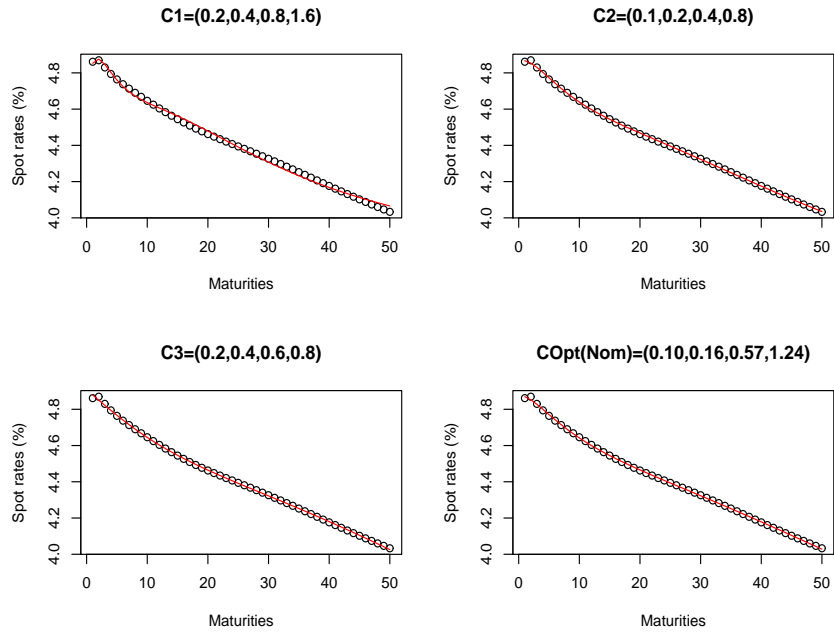 C1=(0.2,0.4,0.8,1.6)
Spot rates (%)
4.8
4.6
4.4
4.2
4.0
0 10 20 30 40 50
Maturities
C2=(0.1,0.2,0.4,0.8)
Spot rates (%)
4.8
4.6
4.4
4.2
4.0
0 10 20 30 40 50
Maturities
C3=(0.2,0.4,0.6,0.8)
Spot rates (%)
4.8
4.6
4.4
4.2
4.0
0 10 20 30 40 50
Maturities
COpt(Nom)=(0.10,0.16,0.57,1.24)
Spot rates (%)
4.8
4.6
4.4
4.2
4.0
0 10 20 30 40 50
Maturities